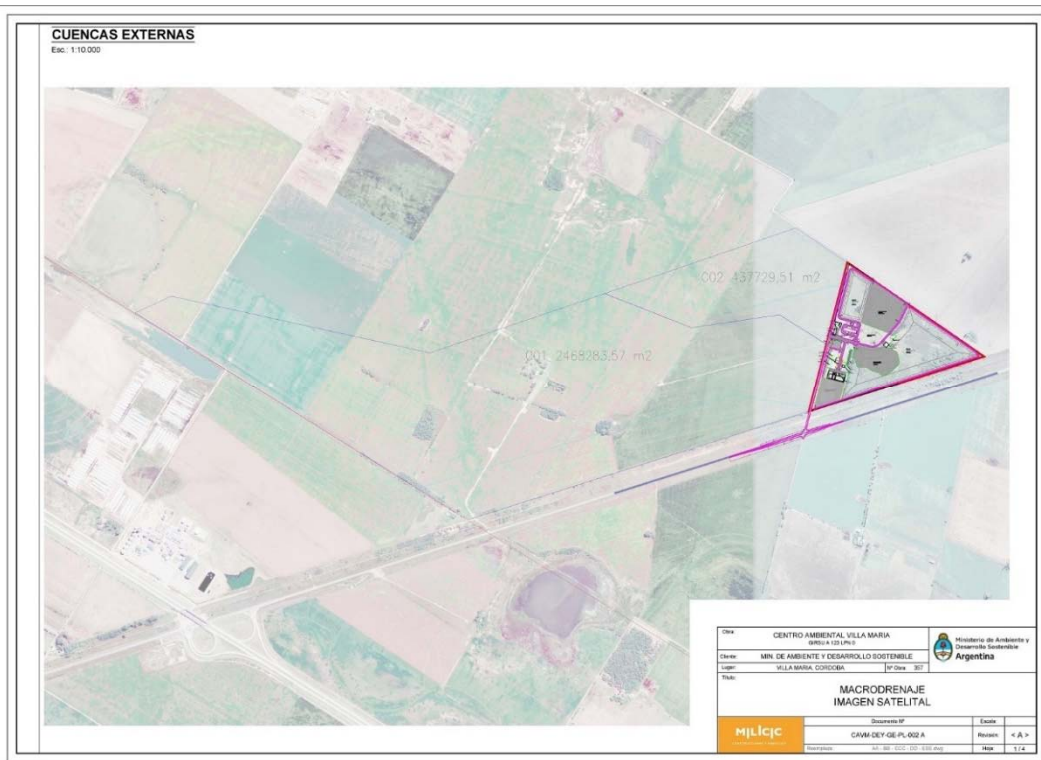 CUENCAS EXTERNAS
Esc.: 1:10.000
002 437729,51 m2
001 2468283,57 m2
Obra:
CENTRO AMBIENTAL VILLA MARIA
Cliente:
MIN. DE AMBIENTE Y DESARROLLO SOSTENIBLE
Lugar:
VILLA MARIA, CORDOBA
Nº Obra
Ministerio de Ambiente y
Desarrollo Sostenible
Argentina
Título:
MACRODRENAJE
IMAGEN SATELITAL
MILICIC
Documento Nº
CAVM-DEY-GE-PL-002 A
Escala
Revisión
< A >
Hoja
1/4